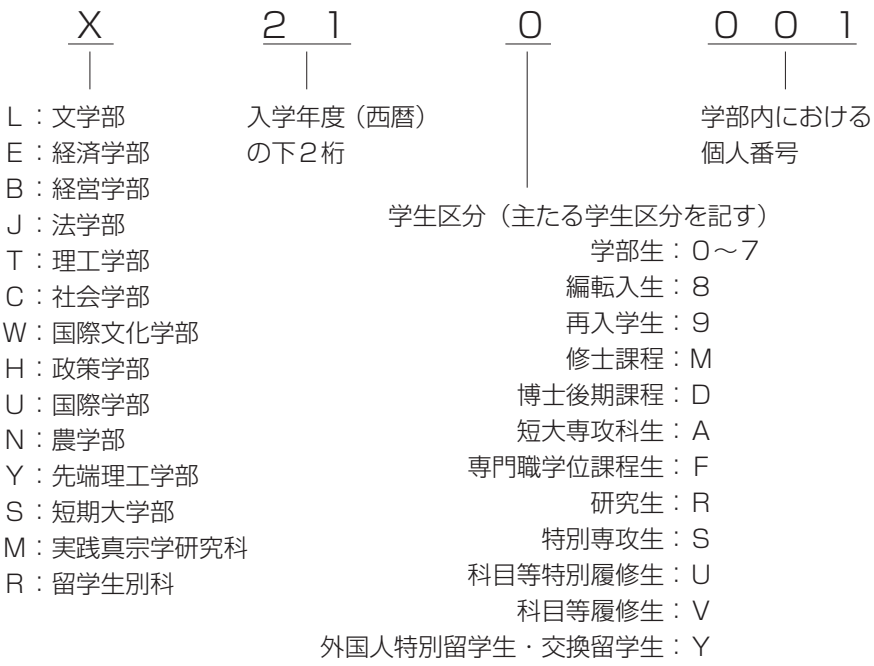 X 21 0 001
L：文学部
E：経済学部
B：経営学部
J：法学部
T：理工学部
C：社会学部
W：国際文化学部
H：政策学部
U：国際学部
N：農学部
Y：先端理工学部
S：短期大学部
M：実践真宗学研究科
R：留学生別科
入学年度（西暦）
の下2桁
学生区分（主たる学生区分を記す）
学部生：0～7
編転入生：8
再入学生：9
修士課程：M
博士後期課程：D
短大専攻科生：A
専門職学位課程生：F
研究生：R
特別専攻生：S
科目等特別履修生：U
科目等履修生：V
外国人特別留学生・交換留学生：Y
学部内における
個人番号